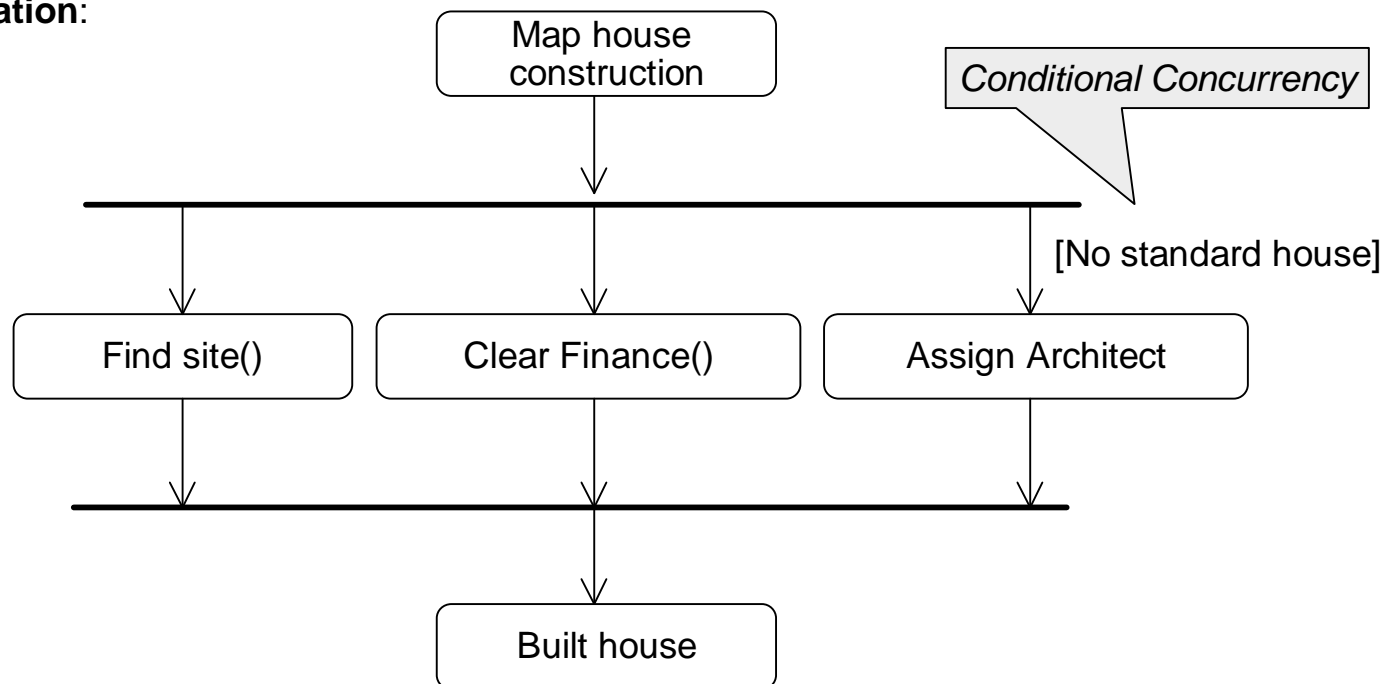 ation:
Map house
construction
Conditional Concurrency
[No standard house]
Find site()
Clear Finance()
Assign Architect
Built house